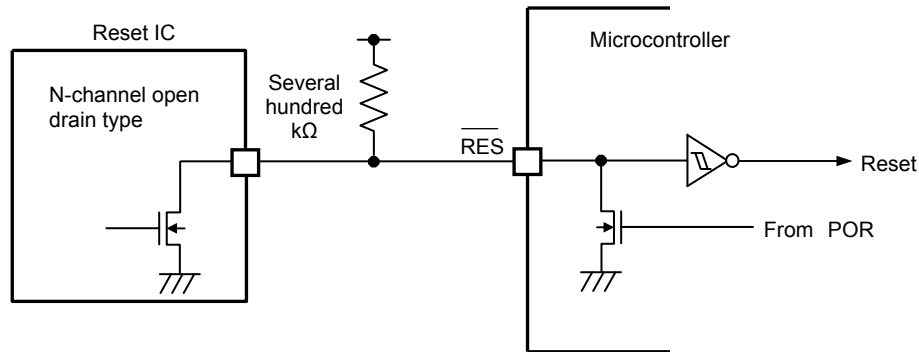 Reset IC
N-channel open
drain type
Several
hundred
kΩ
RES
Microcontroller
Reset
From POR